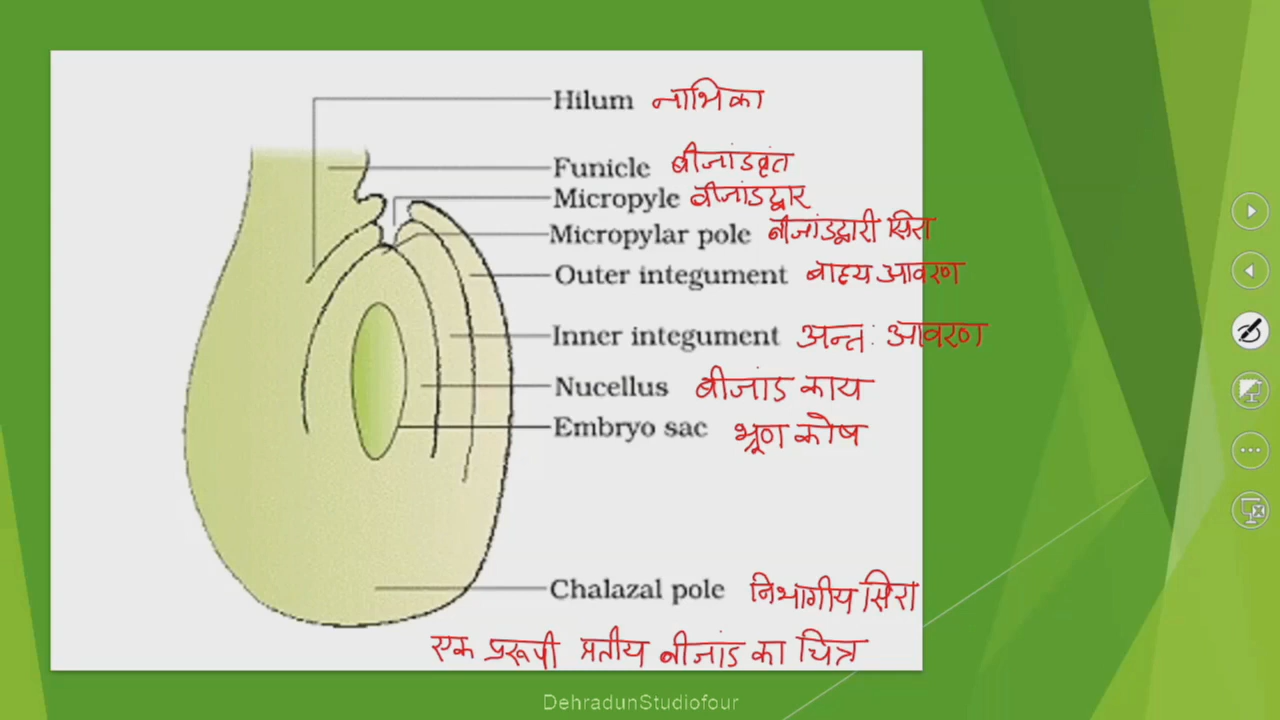 Hilum नाभिका
Funicle बीजांडवृंत
Micropyle बीजांडद्वार
Micropylar pole बीजांडद्वारी सिरा
Outer integument बाह्य आवरण
Inner integument अन्त: आवरण
Nucellus बीजांड काय
Embryo sac भ्रूण कोष
Chalazal pole निभागीय सिरा
एक प्ररूपी प्रतीय बीजांड का चित्र
DehradunStudiofour